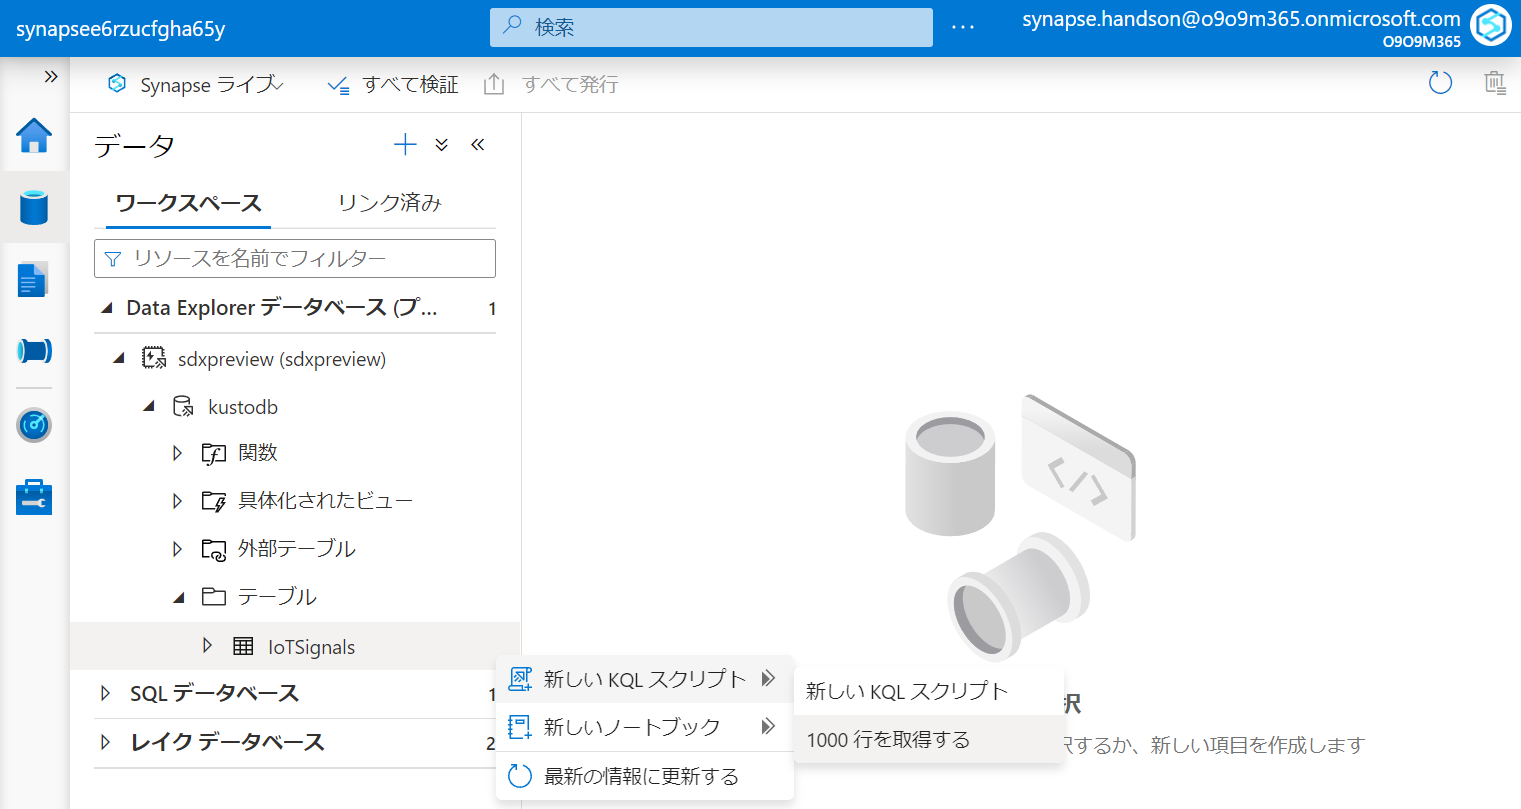 synapsee6rzucfgha65y
検索
···
synapse.handson@o9o9m365.onmicrosoft.com
O9O9M365
Synapse ライブ
すべて検証
すべて発行
データ
ワークスペース
リンク済み
リソースを名前でフィルター
Data Explorer データベース (プ... 1
sdxpreview (sdxpreview)
kustodb
関数
具体化されたビュー
外部テーブル
テーブル
IoTSignals
SQL データベース 1
レイク データベース 2
新しい KQL スクリプト
新しいノートブック
最新の情報に更新する
新しい KQL スクリプト
1000 行を取得する
択
択するか、新しい項目を作成します